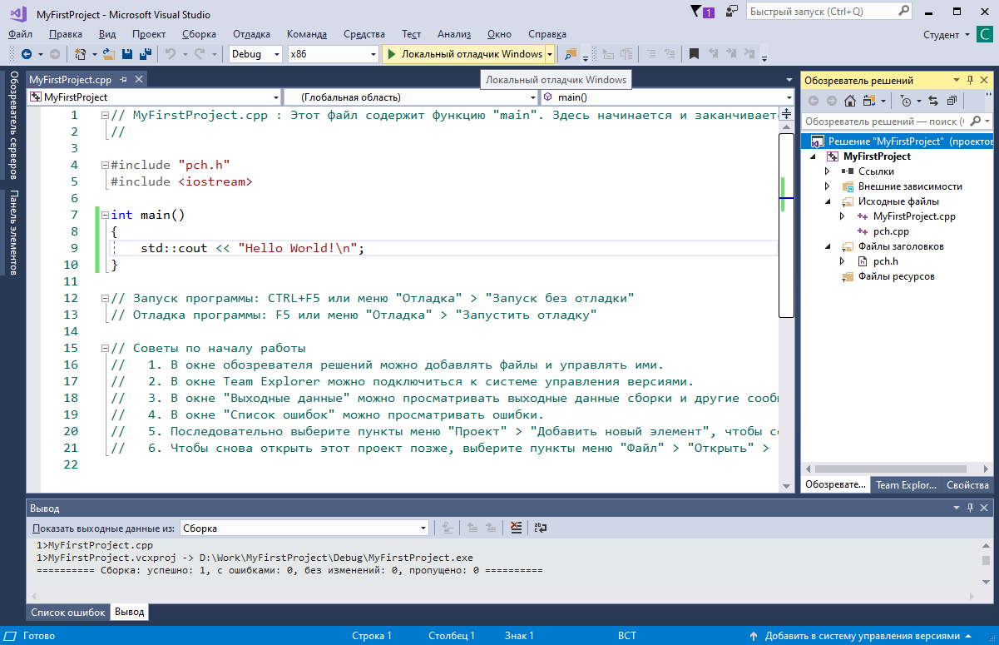 MyFirstProject - Microsoft Visual Studio
1
Быстрый запуск (Ctrl+Q)
Файл Правка Вид Проект Сборка Отладка Команда Средства Тест Анализ Окно Справка
Студент C
Debug x86 Локальный отладчик Windows
Локальный отладчик Windows
Обозреватель серверов
Панель элементов
MyFirstProject.cpp
MyFirstProject (Глобальная область) main()
1 // MyFirstProject.cpp : Этот файл содержит функцию "main". Здесь начинается и заканчивает
2 //
3
4 #include "pch.h"
5 #include <iostream>
6
7 int main()
8 {
9 std::cout << "Hello World!\n";
10 }
11
12 // Запуск программы: CTRL+F5 или меню "Отладка" > "Запуск без отладки"
13 // Отладка программы: F5 или меню "Отладка" > "Запустить отладку"
14
15 // Советы по началу работы
16 // 1. В окне обозревателя решений можно добавлять файлы и управлять ими.
17 // 2. В окне Team Explorer можно подключиться к системе управления версиями.
18 // 3. В окне "Выходные данные" можно просматривать выходные данные сборки и другие сооб
19 // 4. В окне "Список ошибок" можно просматривать ошибки.
20 // 5. Последовательно выберите пункты меню "Проект" > "Добавить новый элемент", чтобы с
21 // 6. Чтобы снова открыть этот проект позже, выберите пункты меню "Файл" > "Открыть" >
22
Обозреватель решений
Обозреватель решений — поиск (
Решение "MyFirstProject" (проектов
MyFirstProject
Ссылки
Внешние зависимости
Исходные файлы
MyFirstProject.cpp
pch.cpp
Файлы заголовков
pch.h
Файлы ресурсов
Обозревате... Team Explor... Свойства
Вывод
Показать выходные данные из: Сборка
1>MyFirstProject.cpp
1>MyFirstProject.vcxproj -> D:\Work\MyFirstProject\Debug\MyFirstProject.exe
========== Сборка: успешно: 1, с ошибками: 0, без изменений: 0, пропущено: 0 ==========
Список ошибок Вывод
Готово Строка 1 Столбец 1 Знак 1 ВСТ Добавить в систему управления версиями